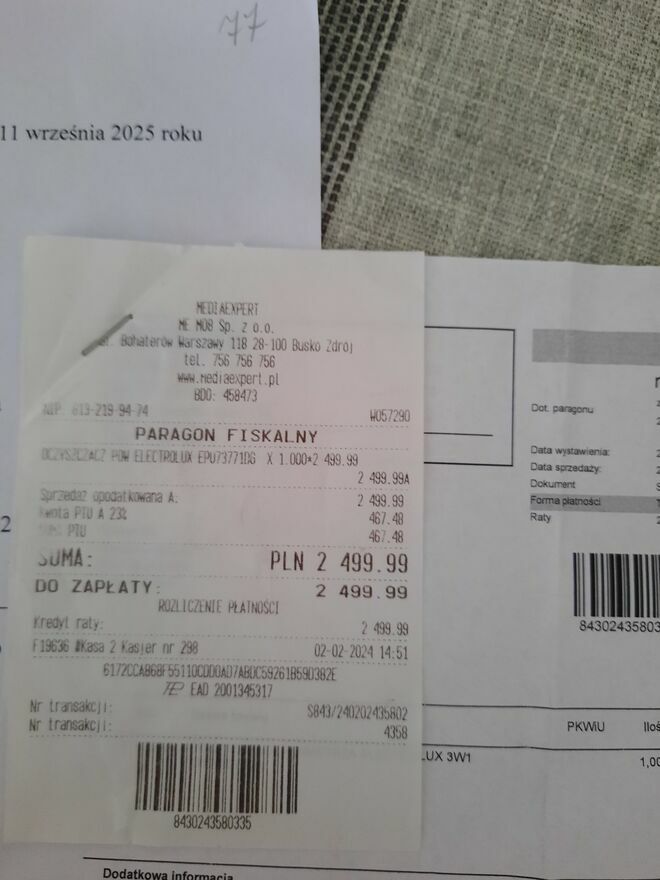 77
11 września 2025 roku
MEDIAEXPERT
ME M08 Sp. z o.o.
Bohaterów Warszawy 118 28-100 Busko Zdrój
tel. 756 756 756
www.mediaexpert.pl
BDO: 458473
NIP: 613-219-94-74 W057290
PARAGON FISKALNY
OCZYSZCZACZ POW ELECTROLUX EPU73771DG X 1.000*2 499.99
2 499.99A
Sprzedaż opodatkowana A: 2 499.99
Kwota PTU A 23% 467.48
PTU 467.48
SUMA: PLN 2 499.99
DO ZAPŁATY: 2 499.99
ROZLICZENIE PŁATNOŚCI
Kredyt raty: 2 499.99
F19636 #Kasa 2 Kasjer nr 298 02-02-2024 14:51
EAD 2001345317
Nr transakcji: S843/240202435802
Nr transakcji: 4358
8430243580335
Dot. paragonu
Data wystawienia:
Data sprzedaży:
Dokument
Forma płatności
Raty
84302435803
PKWiU Iloś
LUX 3W1 1,00
Dodatkowa informacja